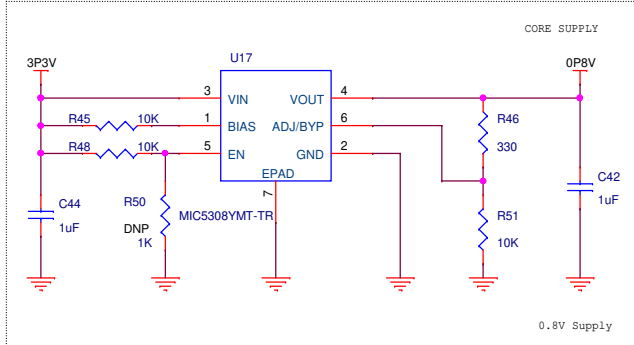 CORE SUPPLY
3P3V
U17
0P8V
3 VIN VOUT 4
R45 10K 1 BIAS ADJ/BYP 6
R46
330
R48 10K 5 EN GND 2
EPAD
7
C44
1uF
R50
DNP
1K
MIC5308YMT-TR
R51
10K
C42
1uF
0.8V Supply